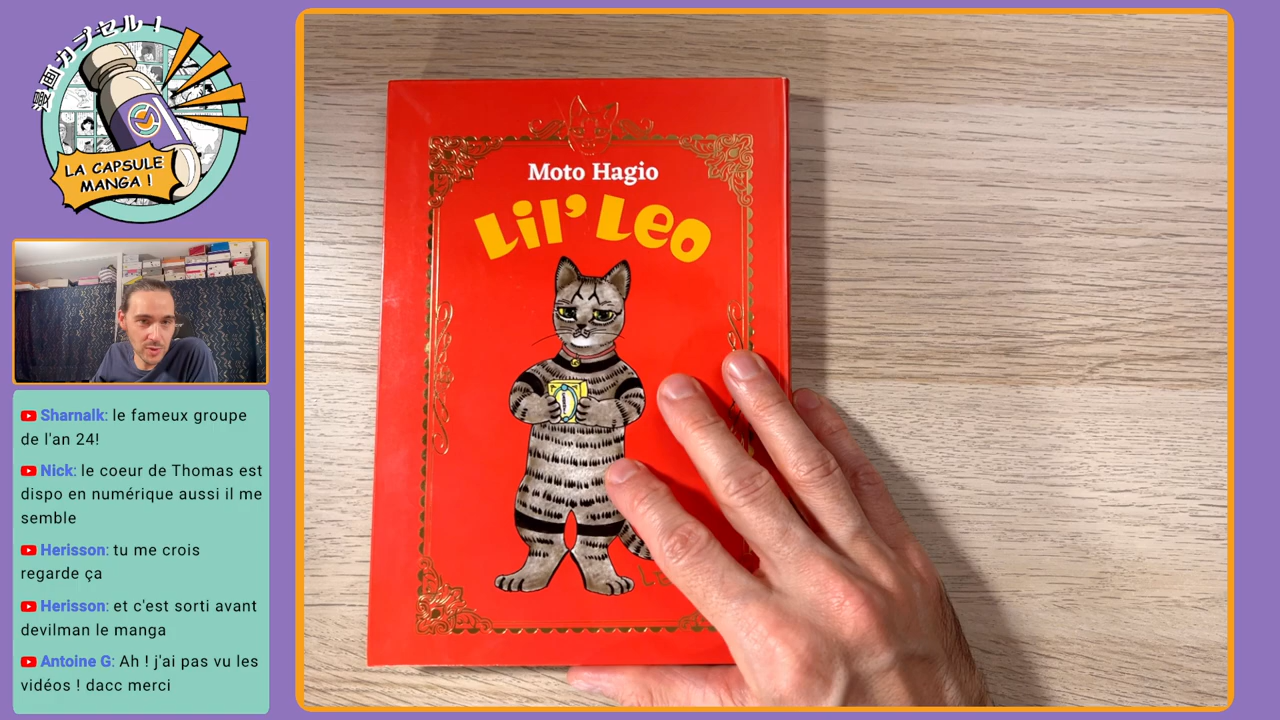 漫画カプセル！
LA CAPSULE
MANGA !
Sharnalk: le fameux groupe
de l'an 24!
Nick: le coeur de Thomas est
dispo en numérique aussi il me
semble
Herisson: tu me crois
regarde ça
Herisson: et c'est sorti avant
devilman le manga
Antoine G: Ah ! j'ai pas vu les
vidéos ! dacc merci
Moto Hagio
Lil' Leo